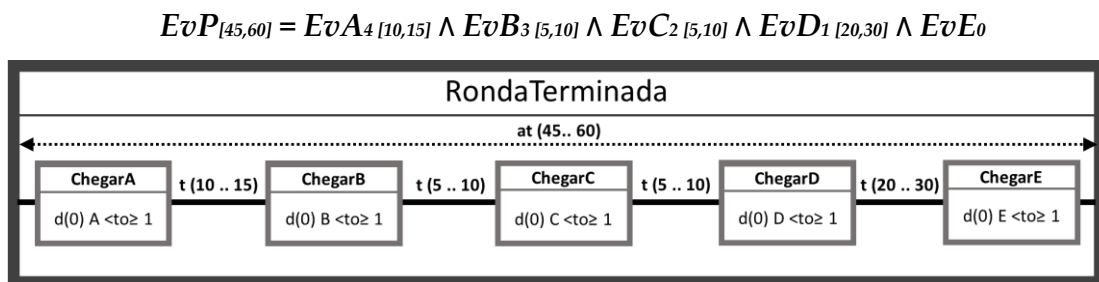 EvP[45,60] = EvA4 [10,15] ∧ EvB3 [5,10] ∧ EvC2 [5,10] ∧ EvD1 [20,30] ∧ EvE0
RondaTerminada
at (45.. 60)
ChegarA t (10 .. 15) ChegarB t (5 .. 10) ChegarC t (5 .. 10) ChegarD t (20 .. 30) ChegarE
d(0) A <to≥ 1 d(0) B <to≥ 1 d(0) C <to≥ 1 d(0) D <to≥ 1 d(0) E <to≥ 1